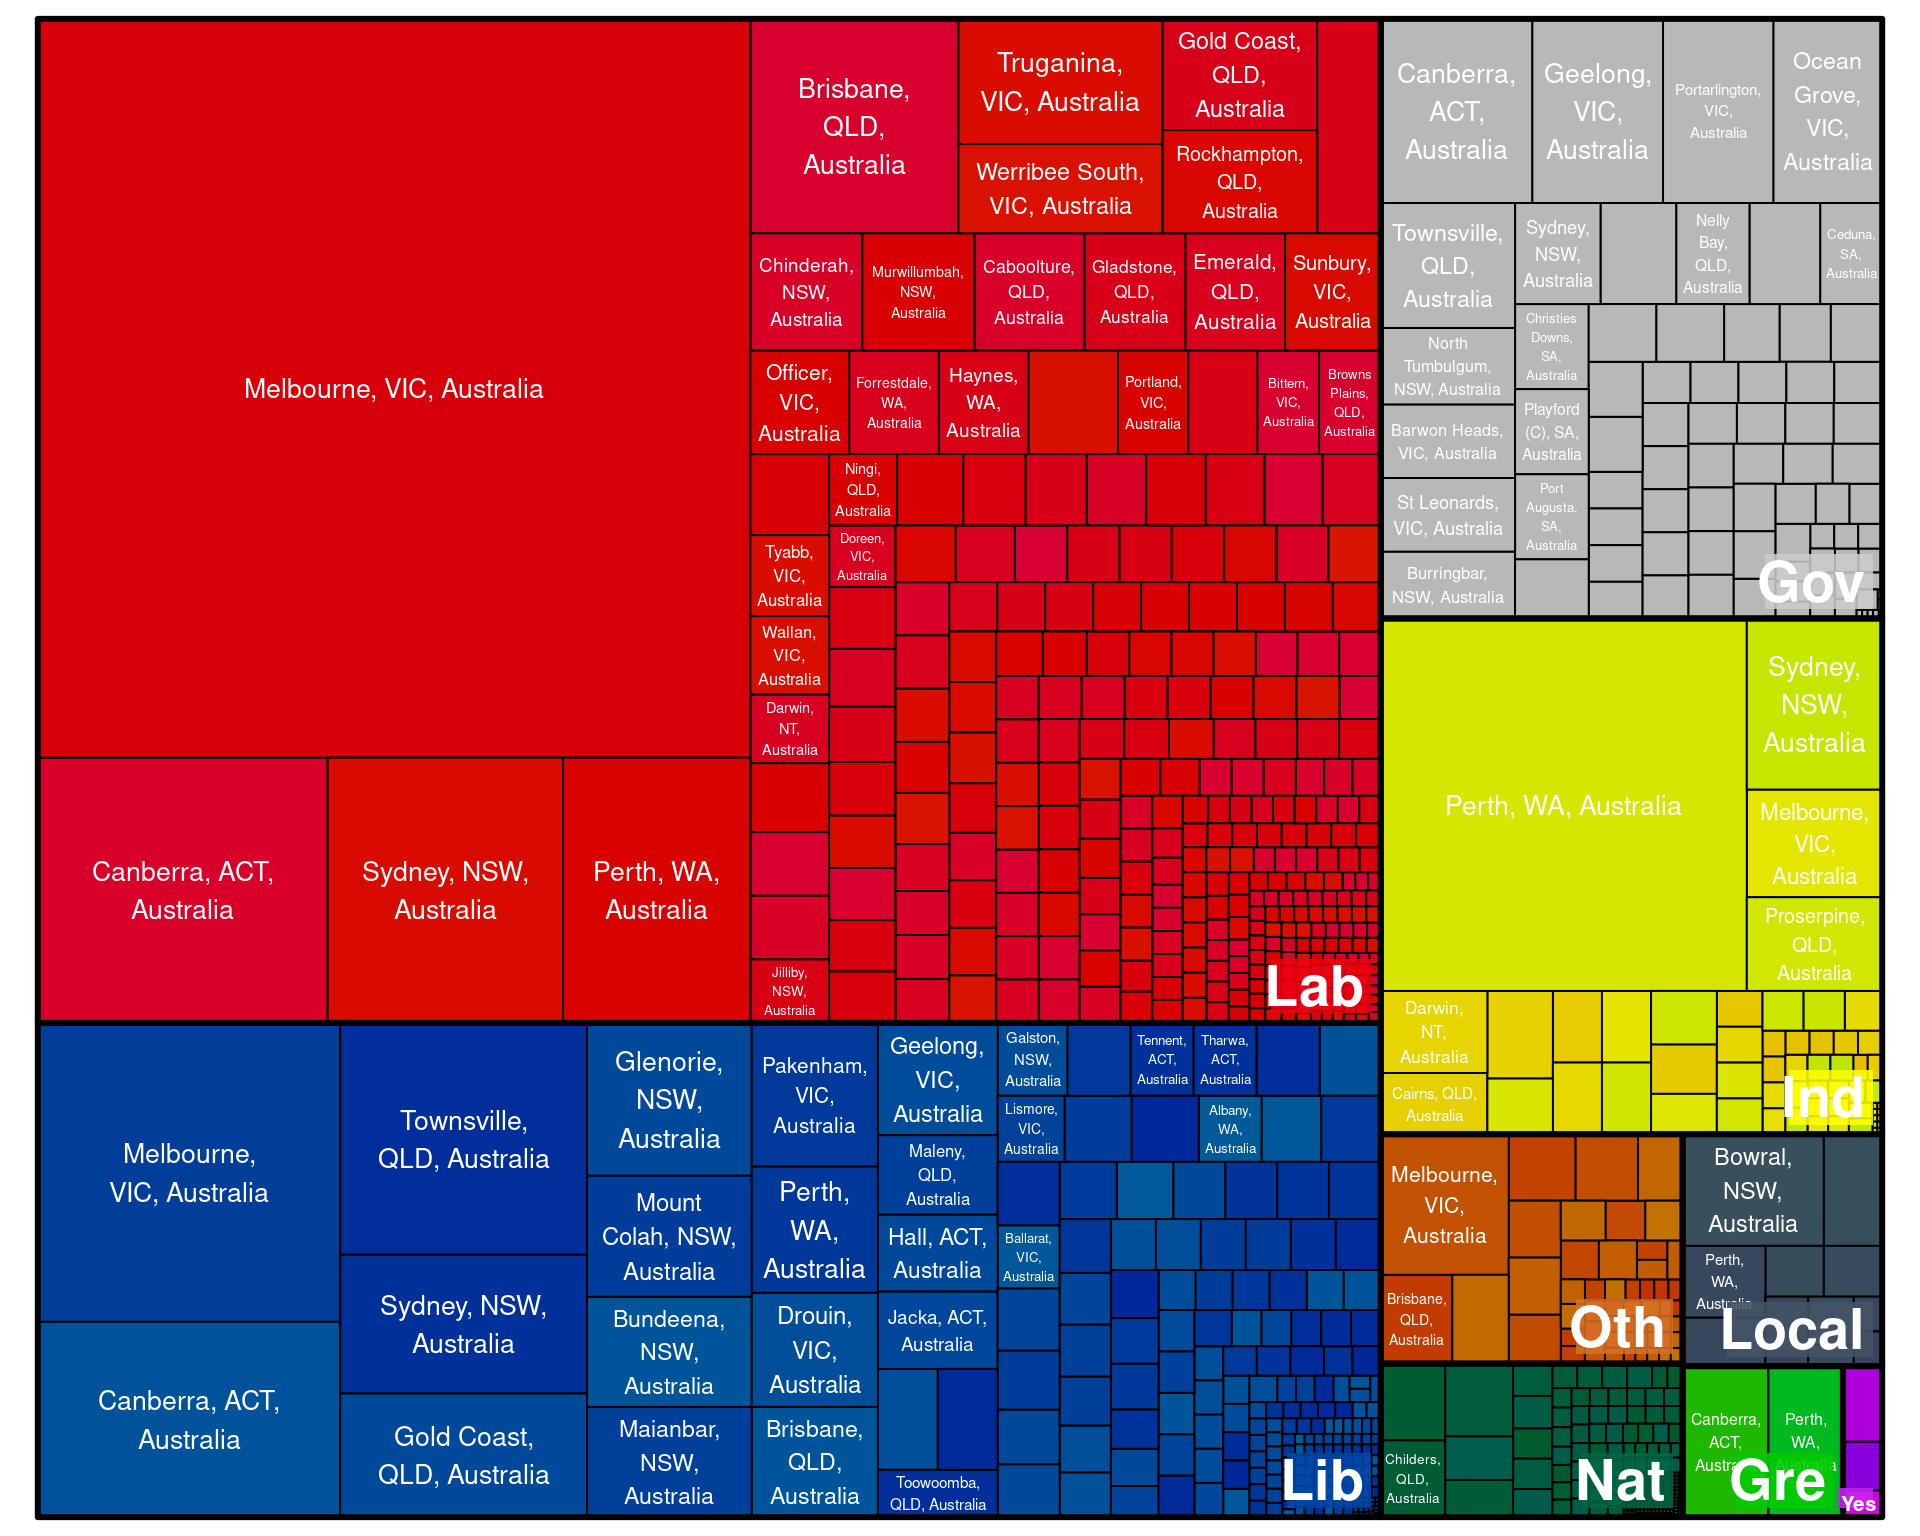 Melbourne, VIC, Australia
Canberra, ACT,
Australia
Sydney, NSW,
Australia
Perth, WA,
Australia
Brisbane,
QLD,
Australia
Truganina,
VIC, Australia
Werribee South,
VIC, Australia
Gold Coast,
QLD,
Australia
Rockhampton,
QLD,
Australia
Chinderah,
NSW,
Australia
Murwillumbah,
NSW,
Australia
Caboolture,
QLD,
Australia
Gladstone,
QLD,
Australia
Emerald,
QLD,
Australia
Sunbury,
VIC,
Australia
Officer,
VIC,
Australia
Forrestdale,
WA,
Australia
Haynes,
WA,
Australia
Portland,
VIC,
Australia
Bittern,
VIC,
Australia
Browns
Plains,
QLD,
Australia
Ningi,
QLD,
Australia
Tyabb,
VIC,
Australia
Doreen,
VIC,
Australia
Wallan,
VIC,
Australia
Darwin,
NT,
Australia
Jilliby,
NSW,
Australia
Lab
Canberra,
ACT,
Australia
Geelong,
VIC,
Australia
Portarlington,
VIC,
Australia
Ocean
Grove,
VIC,
Australia
Townsville,
QLD,
Australia
Sydney,
NSW,
Australia
Nelly
Bay,
QLD,
Australia
Ceduna,
SA,
Australia
North
Tumbulgum,
NSW, Australia
Christies
Downs,
SA,
Australia
Barwon Heads,
VIC, Australia
Playford
(C), SA,
Australia
St Leonards,
VIC, Australia
Port
Augusta,
SA,
Australia
Burringbar,
NSW, Australia
Gov
Perth, WA, Australia
Sydney,
NSW,
Australia
Melbourne,
VIC,
Australia
Proserpine,
QLD,
Australia
Darwin,
NT,
Australia
Cairns, QLD,
Australia
Ind
Melbourne,
VIC, Australia
Canberra, ACT,
Australia
Townsville,
QLD, Australia
Sydney, NSW,
Australia
Gold Coast,
QLD, Australia
Glenorie,
NSW,
Australia
Mount
Colah, NSW,
Australia
Bundeena,
NSW,
Australia
Maianbar,
NSW,
Australia
Pakenham,
VIC,
Australia
Perth,
WA,
Australia
Drouin,
VIC,
Australia
Brisbane,
QLD,
Australia
Geelong,
VIC,
Australia
Maleny,
QLD,
Australia
Hall, ACT,
Australia
Jacka, ACT,
Australia
Toowoomba,
QLD, Australia
Galston,
NSW,
Australia
Tennent,
ACT,
Australia
Tharwa,
ACT,
Australia
Lismore,
VIC,
Australia
Albany,
WA,
Australia
Ballarat,
VIC,
Australia
Lib
Melbourne,
VIC,
Australia
Brisbane,
QLD,
Australia
Oth
Bowral,
NSW,
Australia
Perth,
WA,
Australia
Local
Childers,
QLD,
Australia
Nat
Canberra,
ACT,
Australia
Perth,
WA,
Australia
Gre
Yes